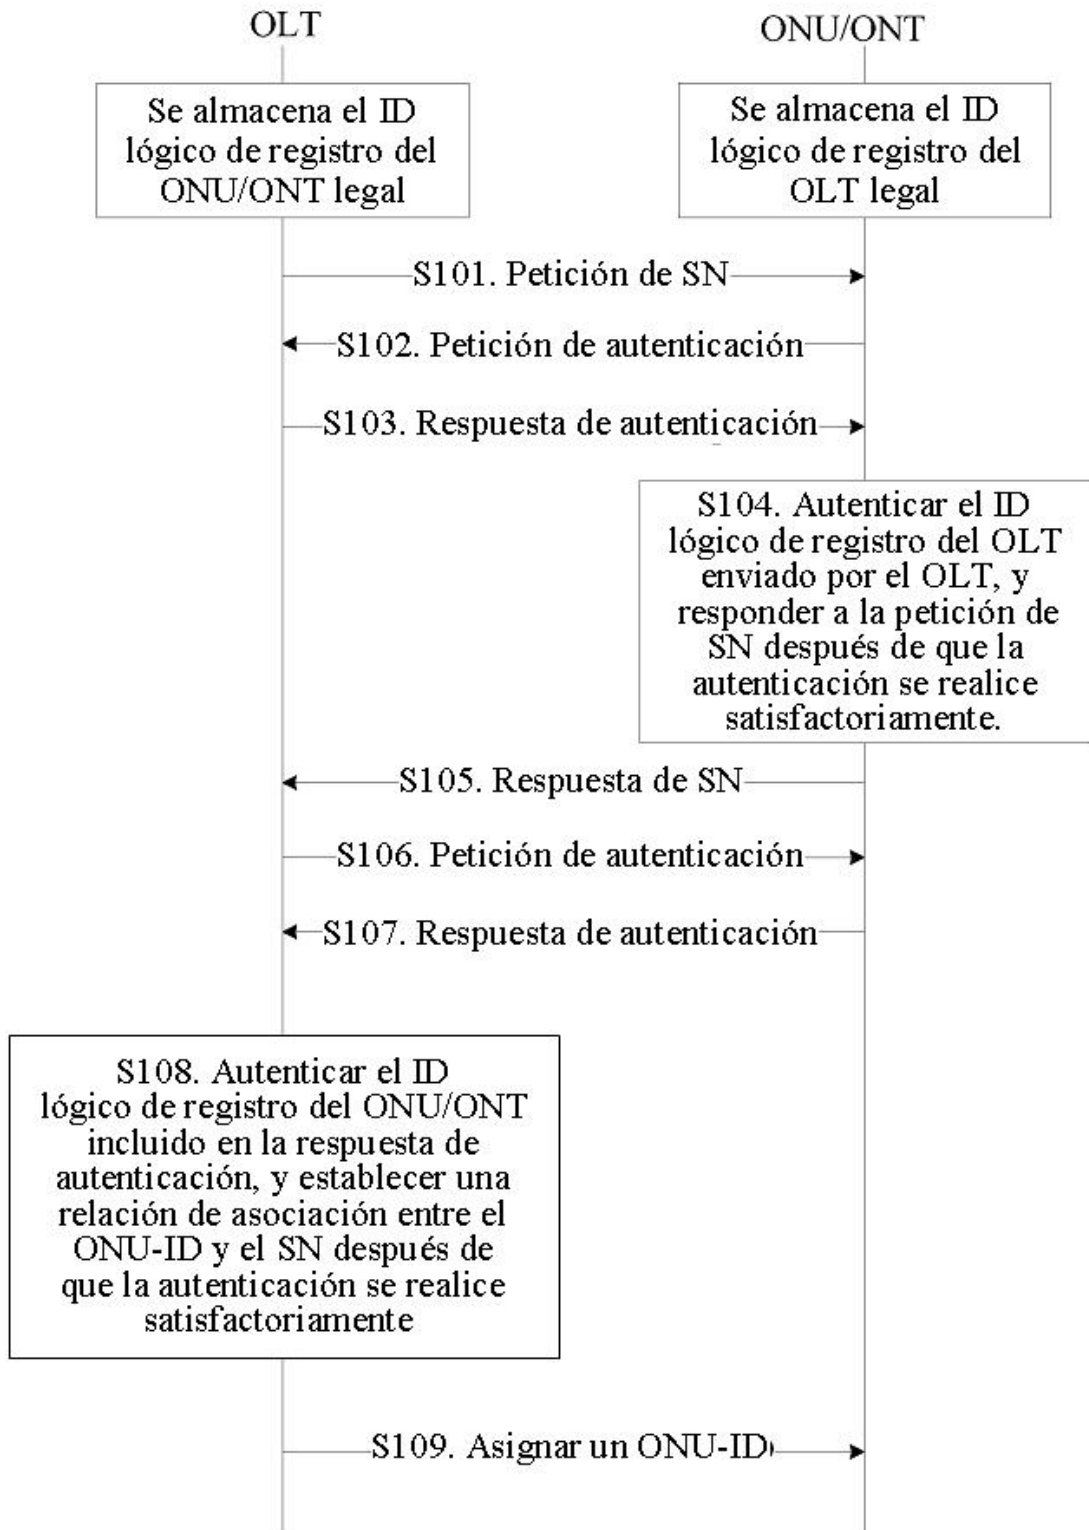 OLT
ONU/ONT
Se almacena el ID
lógico de registro del
ONU/ONT legal
Se almacena el ID
lógico de registro del
OLT legal
S101. Petición de SN
S102. Petición de autenticación
S103. Respuesta de autenticación
S104. Autenticar el ID
lógico de registro del OLT
enviado por el OLT, y
responder a la petición de
SN después de que la
autenticación se realice
satisfactoriamente.
S105. Respuesta de SN
S106. Petición de autenticación
S107. Respuesta de autenticación
S108. Autenticar el ID
lógico de registro del ONU/ONT
incluido en la respuesta de
autenticación, y establecer una
relación de asociación entre el
ONU-ID y el SN después de
que la autenticación se realice
satisfactoriamente
S109. Asignar un ONU-ID